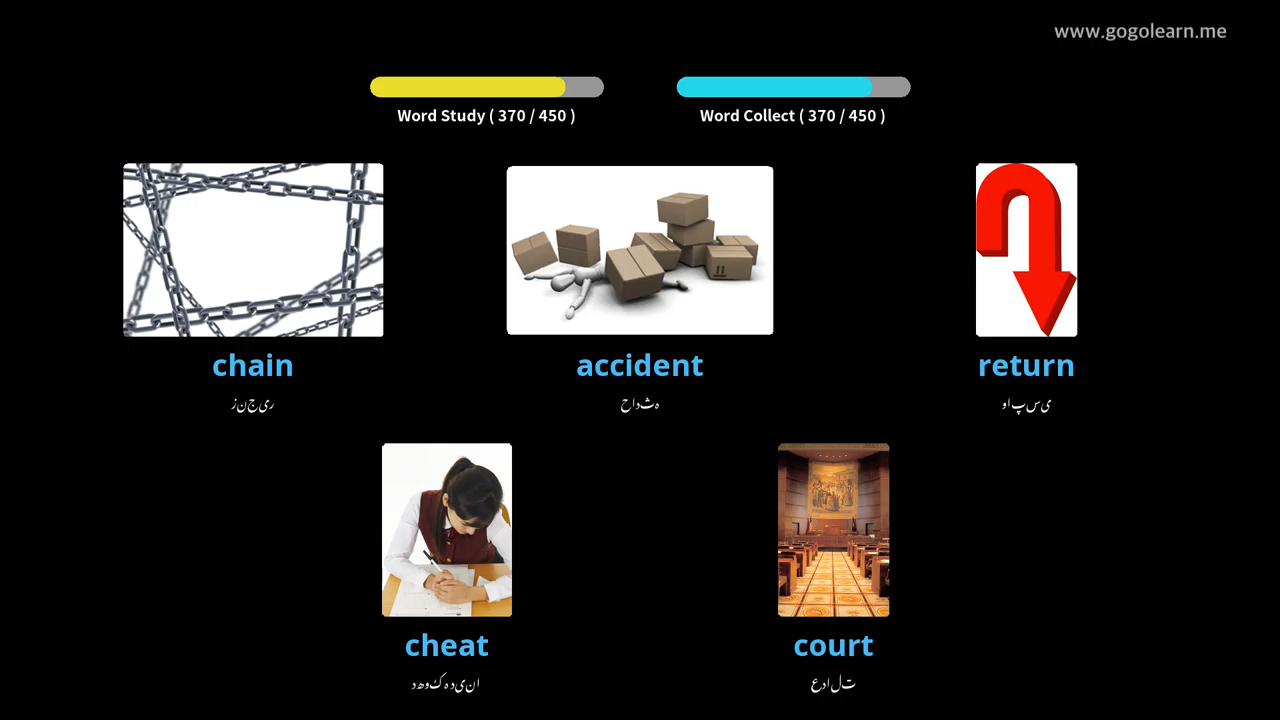 www.gogolearn.me
Word Study ( 370 / 450 )
Word Collect ( 370 / 450 )
chain
accident
return
زنجیر
حادثہ
واپسی
cheat
court
دھوکہ دینا
عدالت